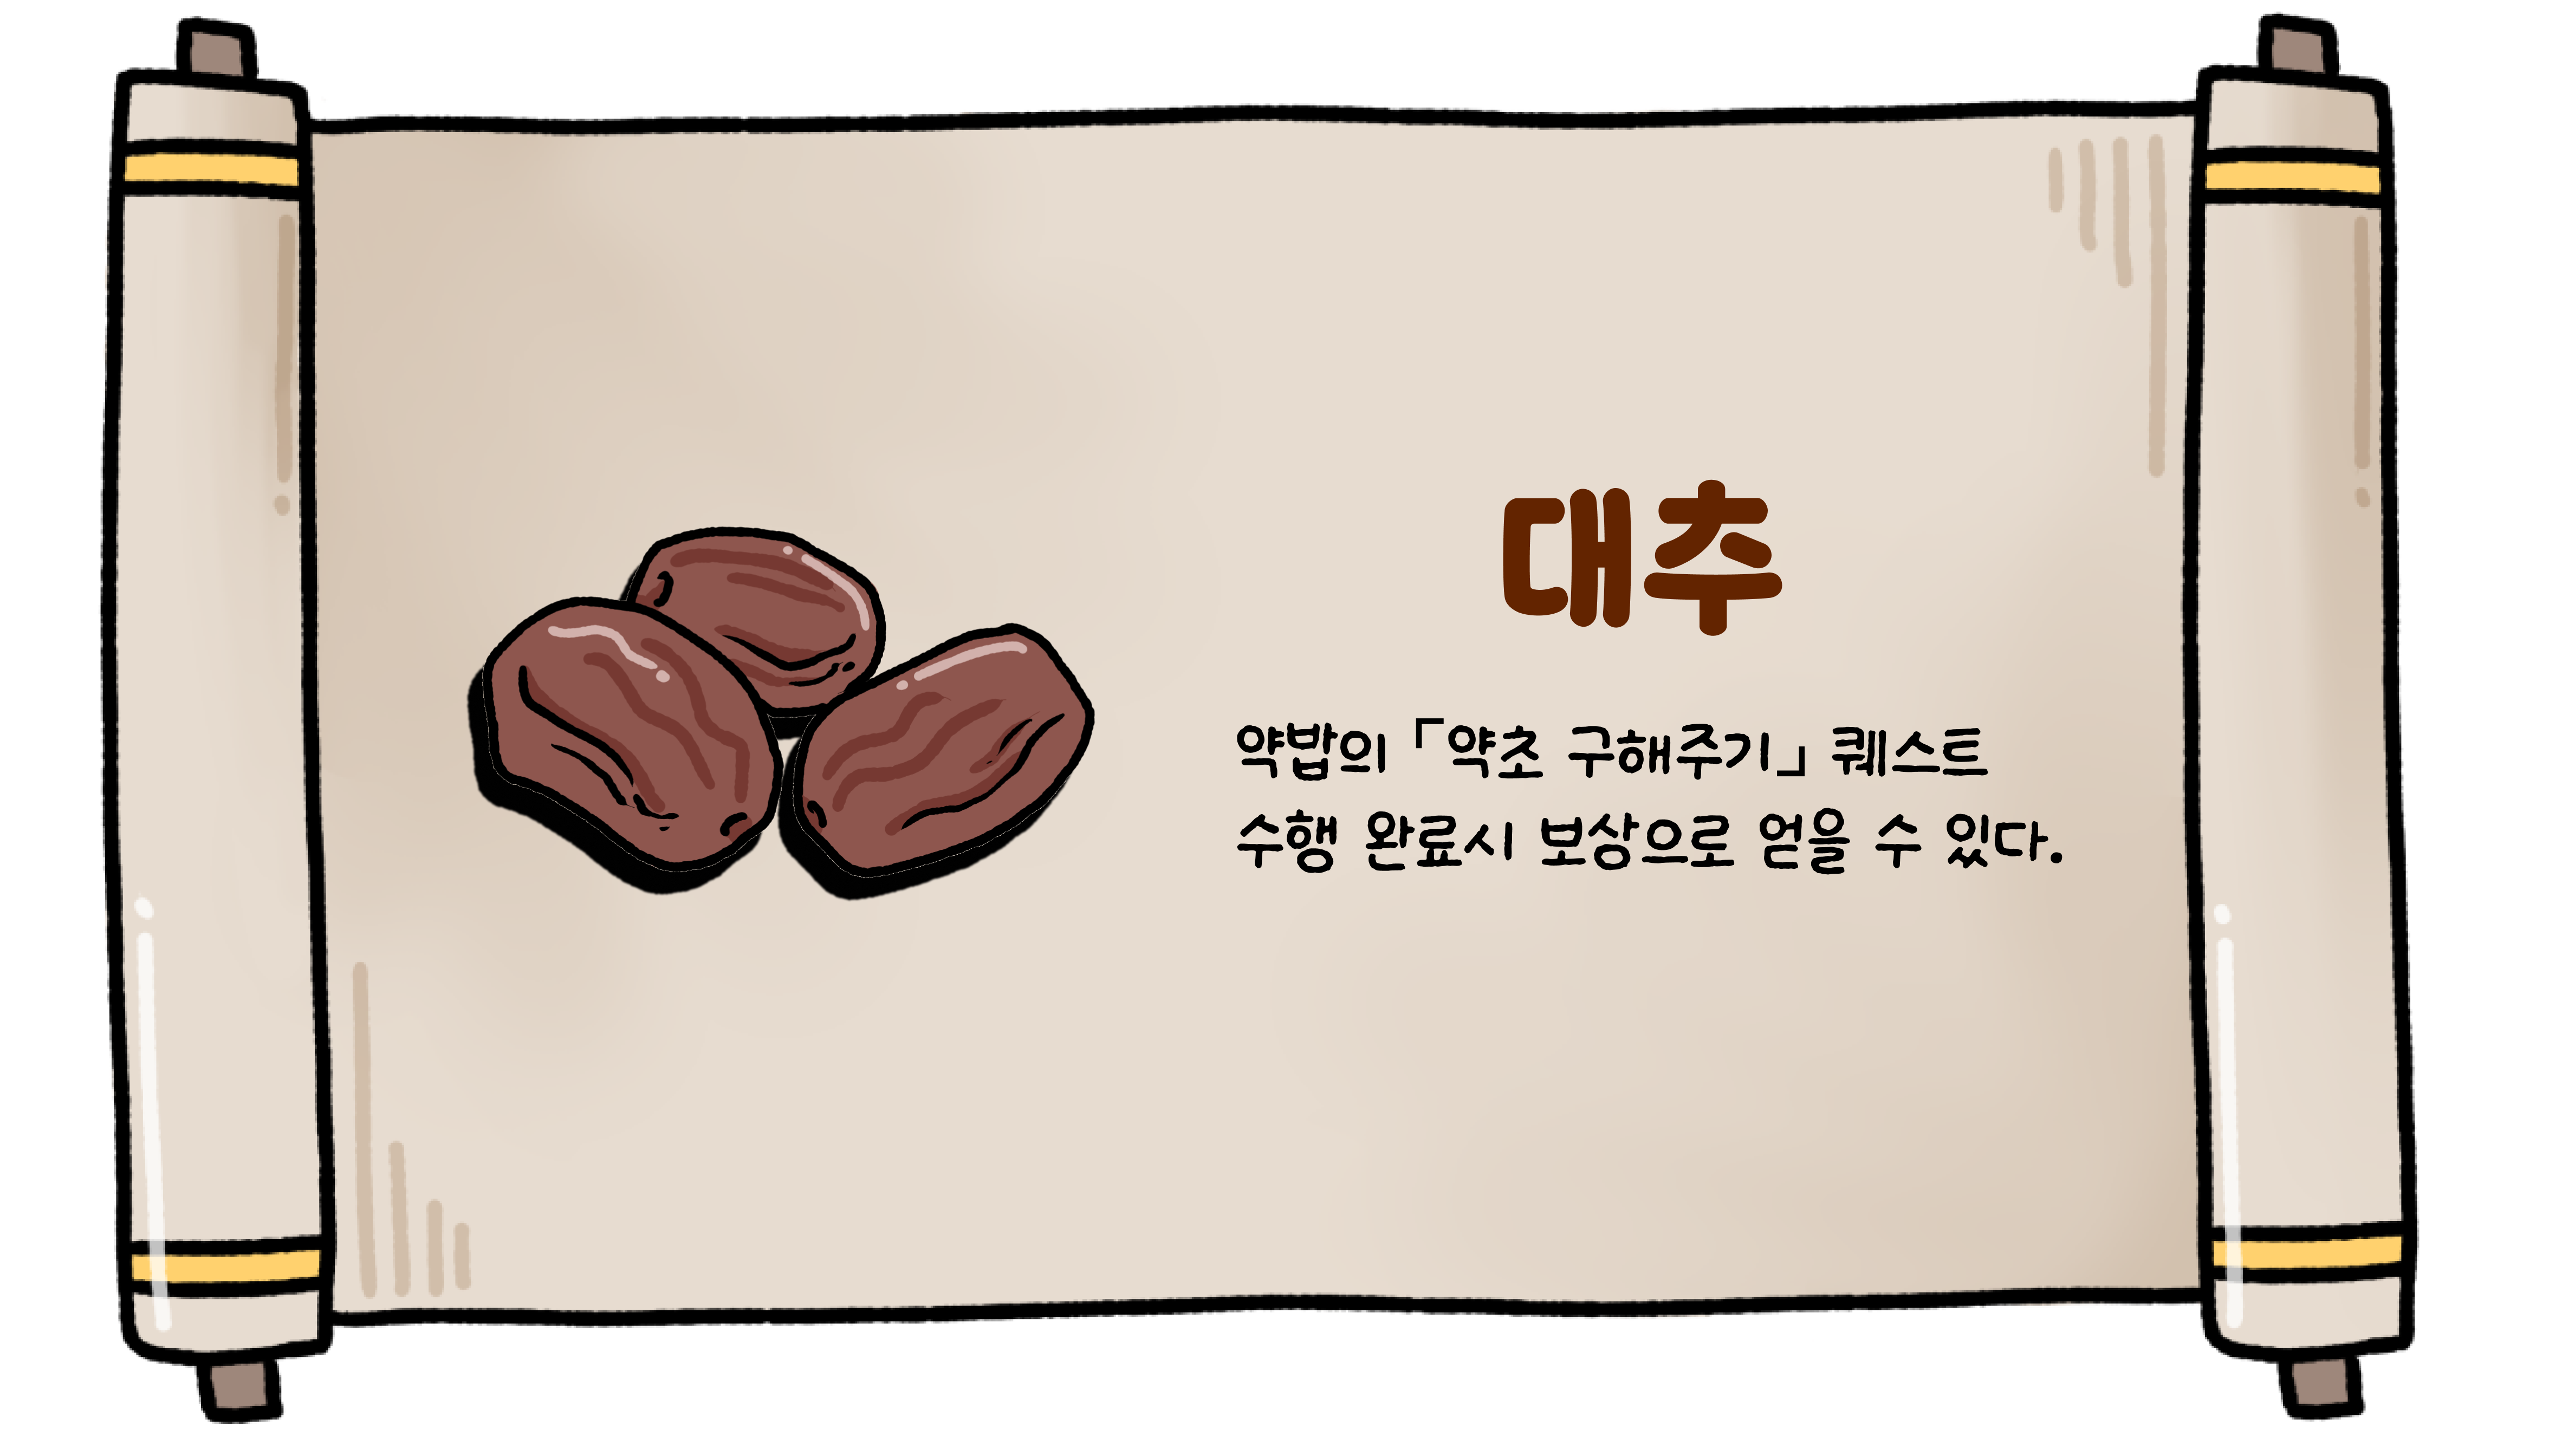 대추
약밥의 「약초 구해주기」 퀘스트
수행 완료시 보상으로 얻을 수 있다.